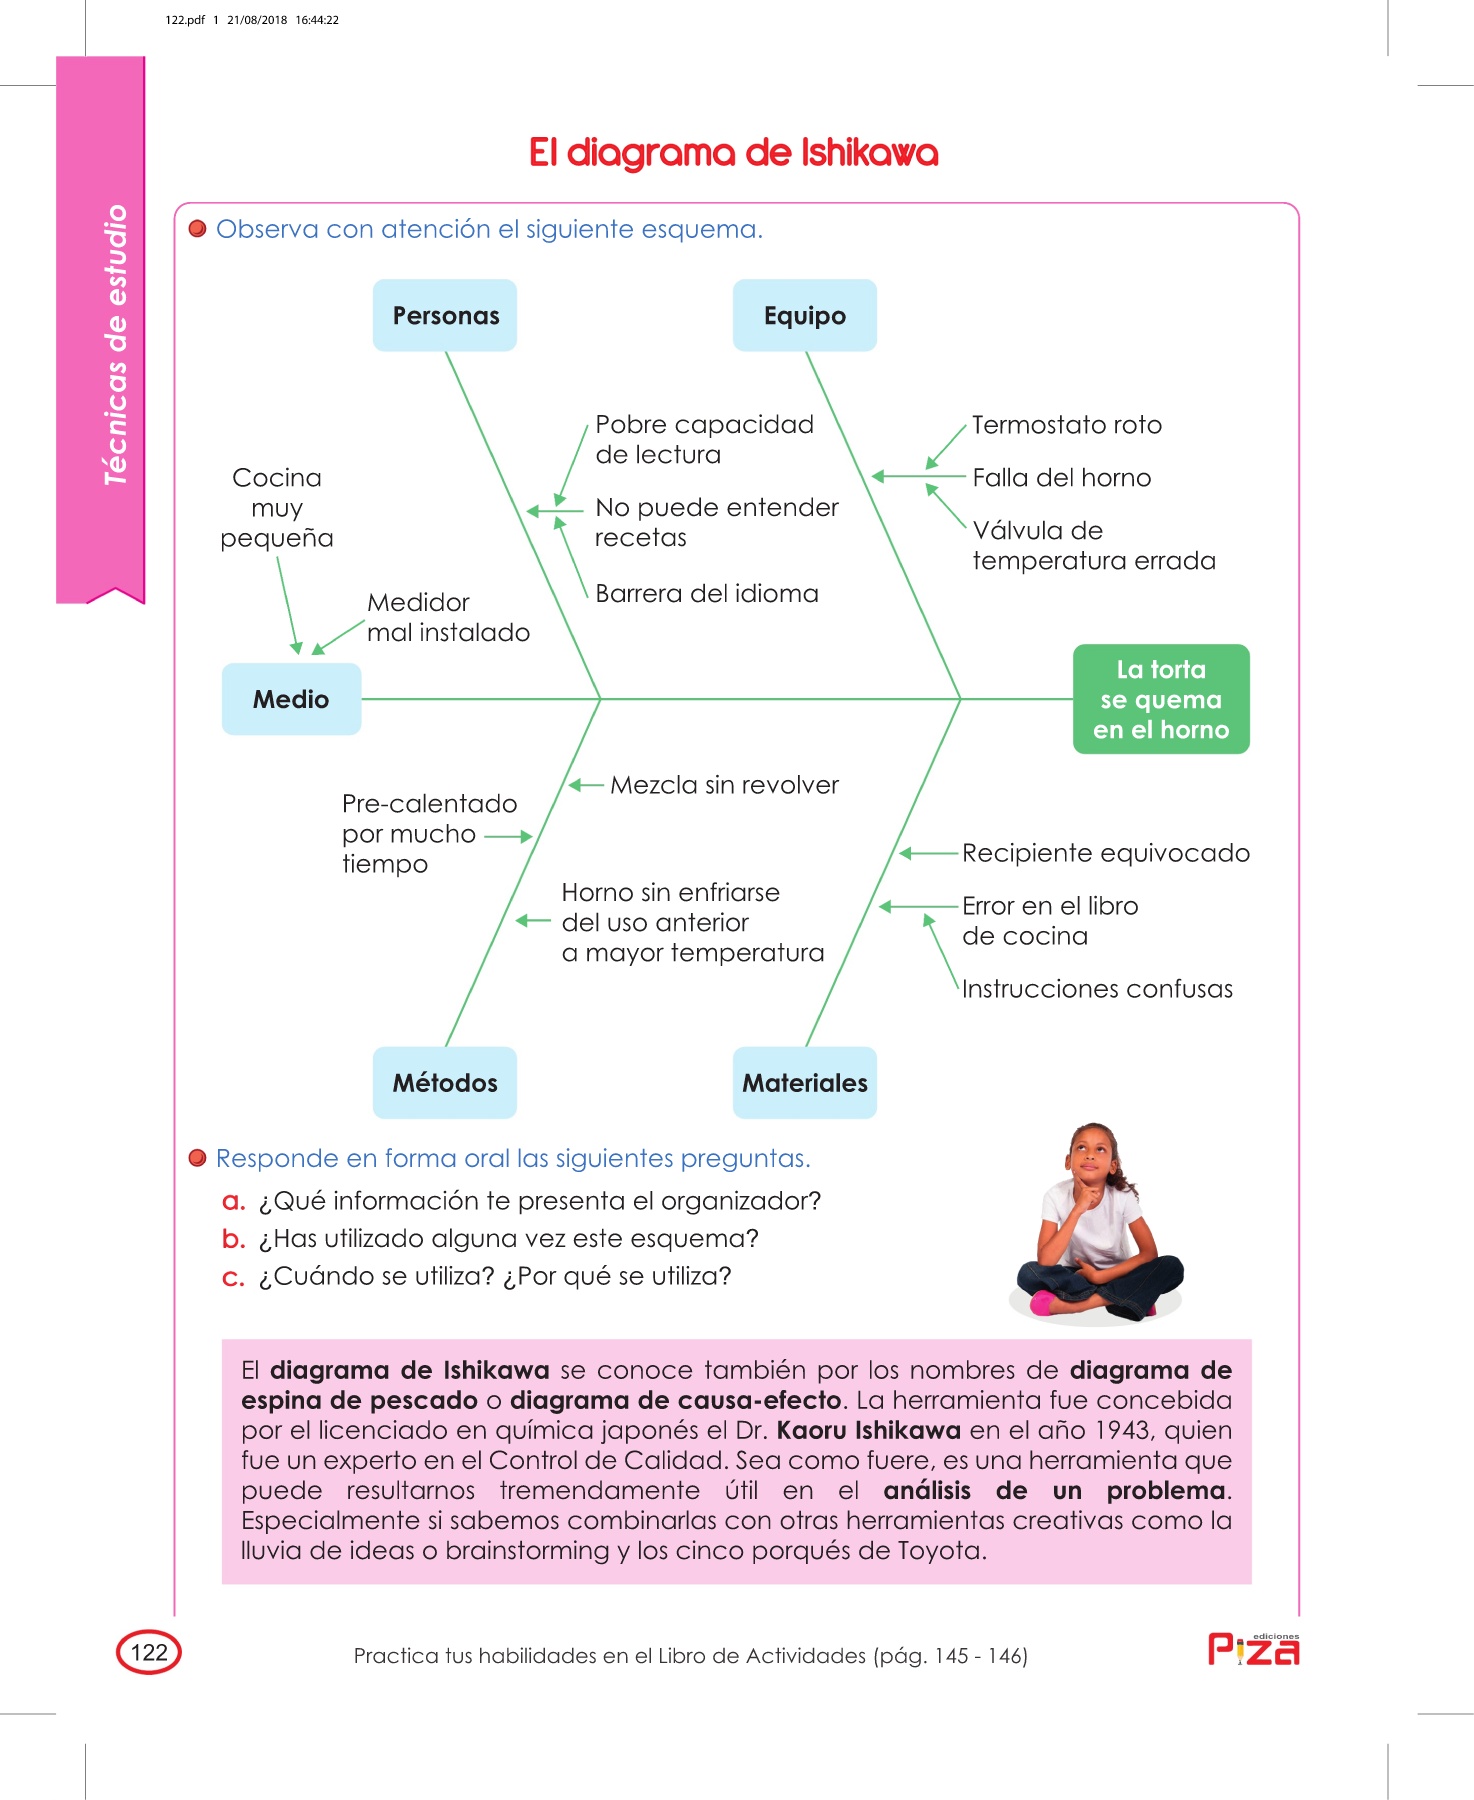 122.pdf 1 21/08/2018 16:44:22
Técnicas de estudio
El diagrama de Ishikawa
Observa con atención el siguiente esquema.
Personas
Equipo
Pobre capacidad
de lectura
No puede entender
recetas
Barrera del idioma
Termostato roto
Falla del horno
Válvula de
temperatura errada
Cocina
muy
pequeña
Medidor
mal instalado
Medio
La torta
se quema
en el horno
Mezcla sin revolver
Pre-calentado
por mucho
tiempo
Horno sin enfriarse
del uso anterior
a mayor temperatura
Recipiente equivocado
Error en el libro
de cocina
Instrucciones confusas
Métodos
Materiales
Responde en forma oral las siguientes preguntas.
a. ¿Qué información te presenta el organizador?
b. ¿Has utilizado alguna vez este esquema?
c. ¿Cuándo se utiliza? ¿Por qué se utiliza?
El diagrama de Ishikawa se conoce también por los nombres de diagrama de
espina de pescado o diagrama de causa-efecto. La herramienta fue concebida
por el licenciado en química japonés el Dr. Kaoru Ishikawa en el año 1943, quien
fue un experto en el Control de Calidad. Sea como fuere, es una herramienta que
puede resultarnos tremendamente útil en el análisis de un problema.
Especialmente si sabemos combinarlas con otras herramientas creativas como la
lluvia de ideas o brainstorming y los cinco porqués de Toyota.
122
Practica tus habilidades en el Libro de Actividades (pág. 145 - 146)
ediciones
Piza